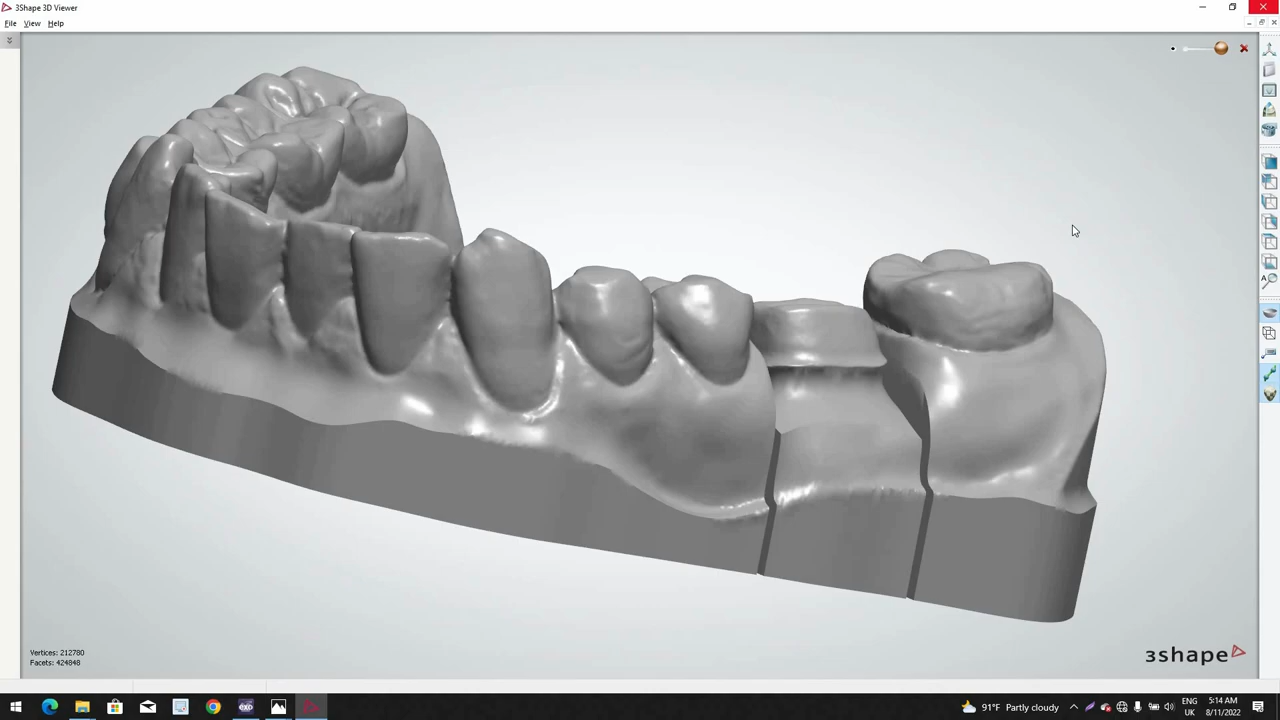 3Shape 3D Viewer
File View Help
Vertices: 212780
Facets: 424848
3shape
exo
91°F Partly cloudy
ENG
UK
5:14 AM
8/11/2022